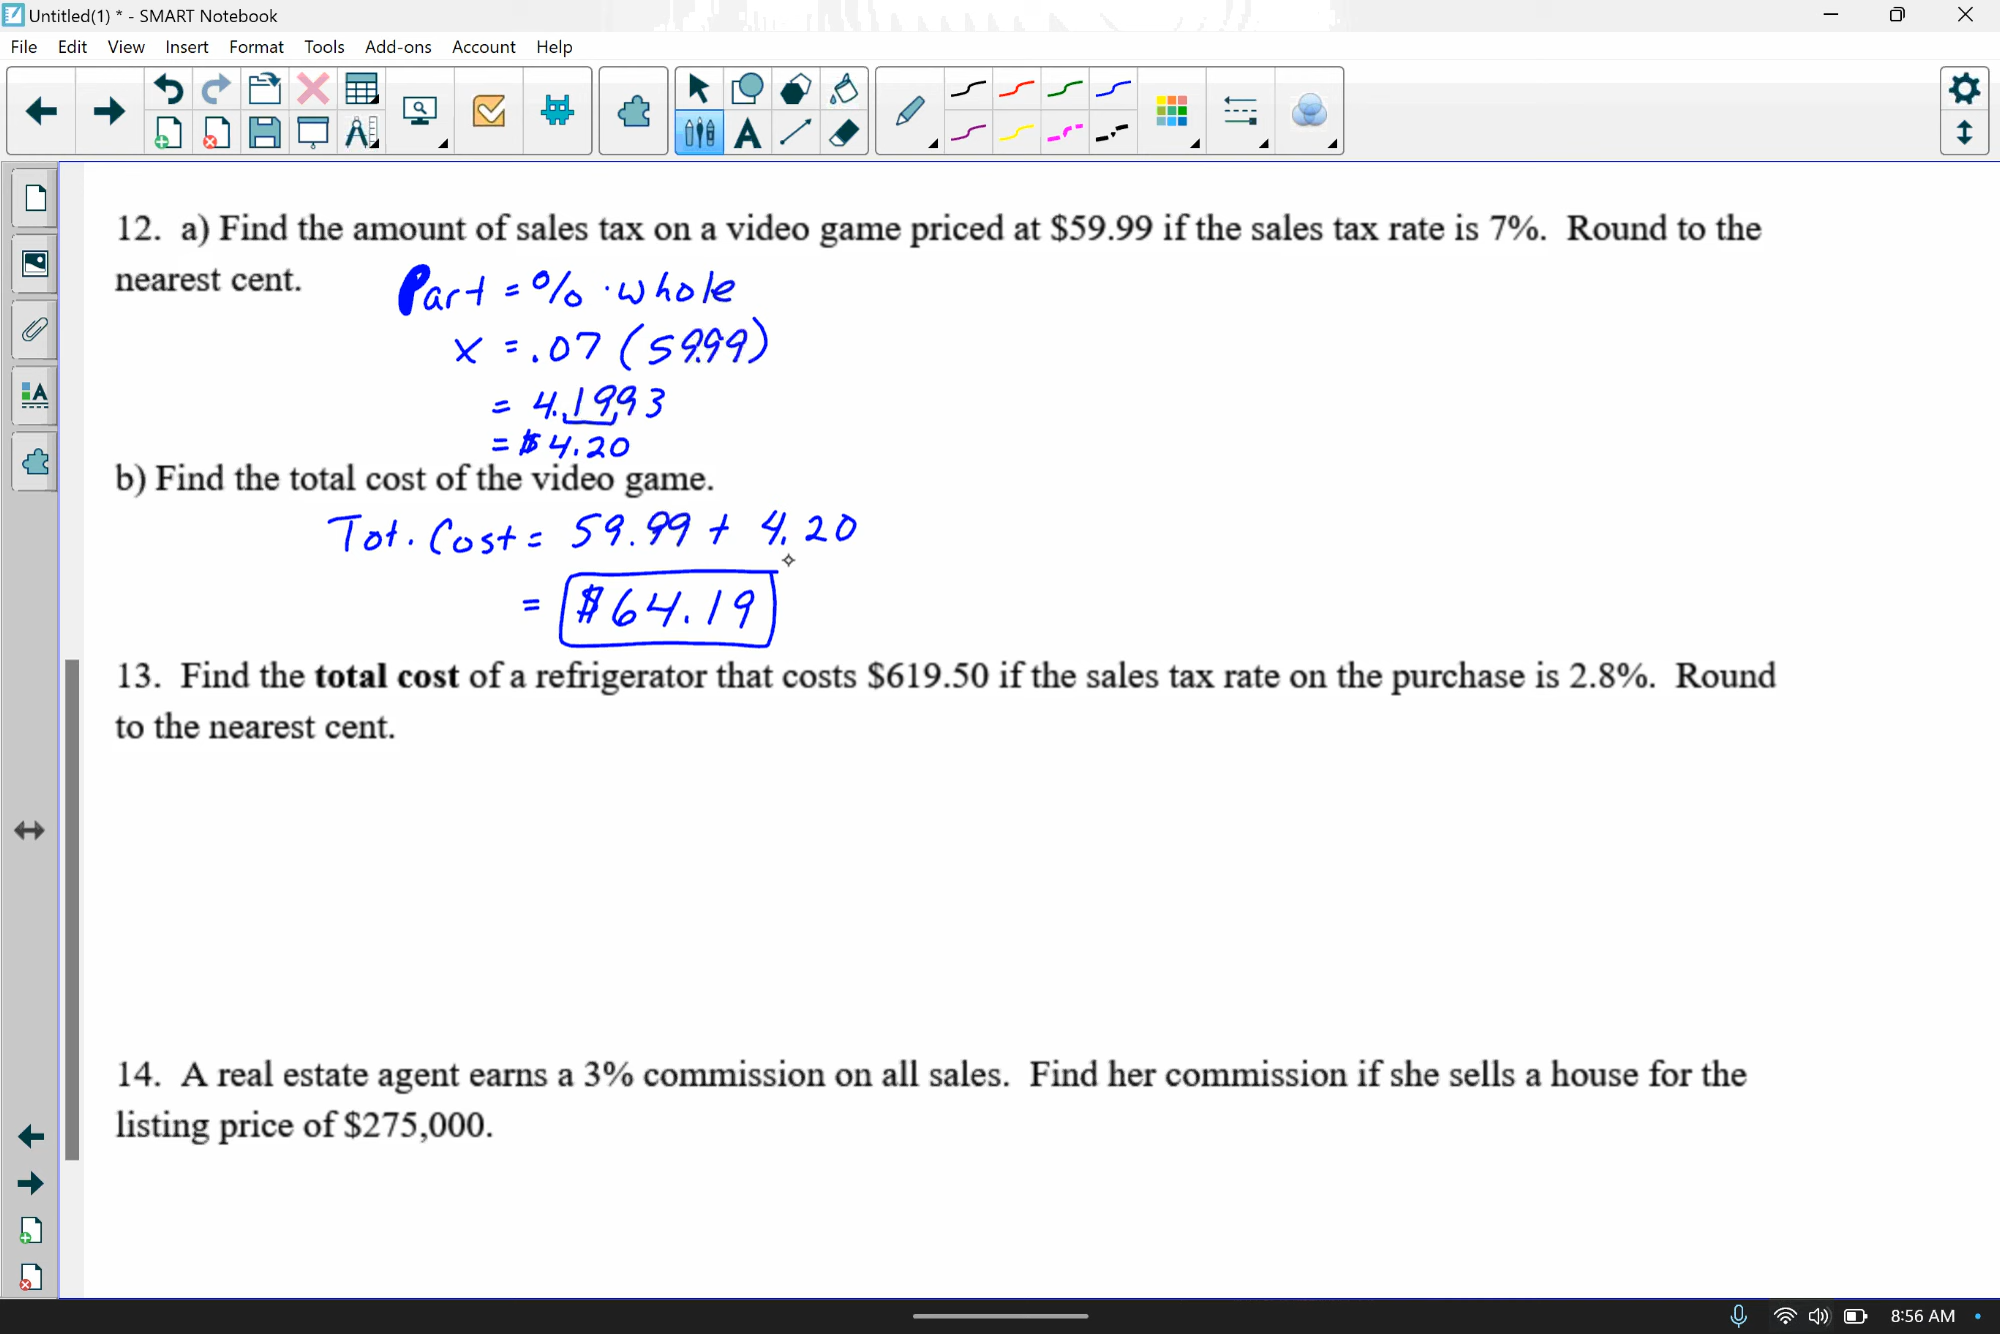 Untitled(1) * - SMART Notebook
File Edit View Insert Format Tools Add-ons Account Help
12. a) Find the amount of sales tax on a video game priced at $59.99 if the sales tax rate is 7%. Round to the
nearest cent.
Part = % · whole
x = .07 (59.99)
= 4.1993
= $4.20
b) Find the total cost of the video game.
Tot. Cost = 59.99 + 4.20
= $64.19
13. Find the total cost of a refrigerator that costs $619.50 if the sales tax rate on the purchase is 2.8%. Round
to the nearest cent.
14. A real estate agent earns a 3% commission on all sales. Find her commission if she sells a house for the
listing price of $275,000.
8:56 AM